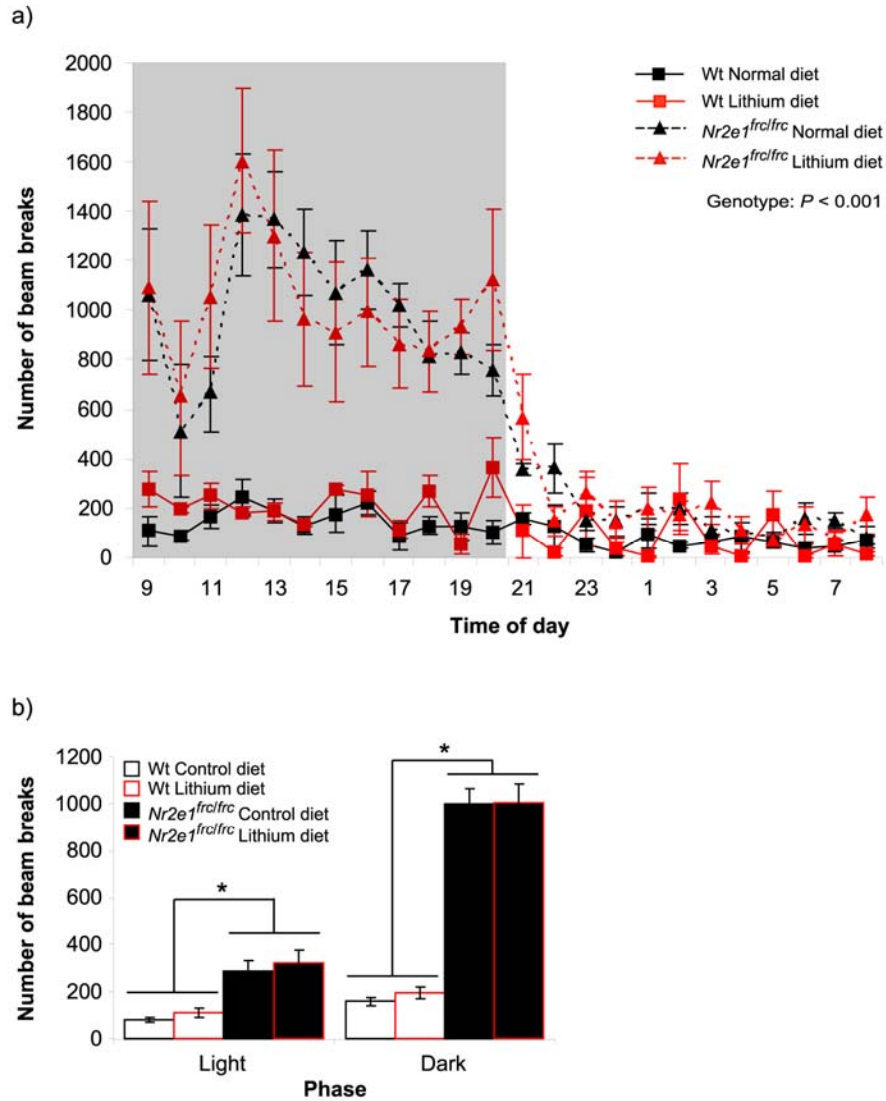 a)
2000
1800
1600
1400
1200
1000
800
600
400
200
0
Number of beam breaks
Wt Normal diet
Wt Lithium diet
Nr2e1frc/frc Normal diet
Nr2e1frc/frc Lithium diet
Genotype: P < 0.001
9 11 13 15 17 19 21 23 1 3 5 7
Time of day
b)
1200
1000
800
600
400
200
0
Number of beam breaks
Wt Control diet
Wt Lithium diet
Nr2e1frc/frc Control diet
Nr2e1frc/frc Lithium diet
*
*
Light Dark
Phase